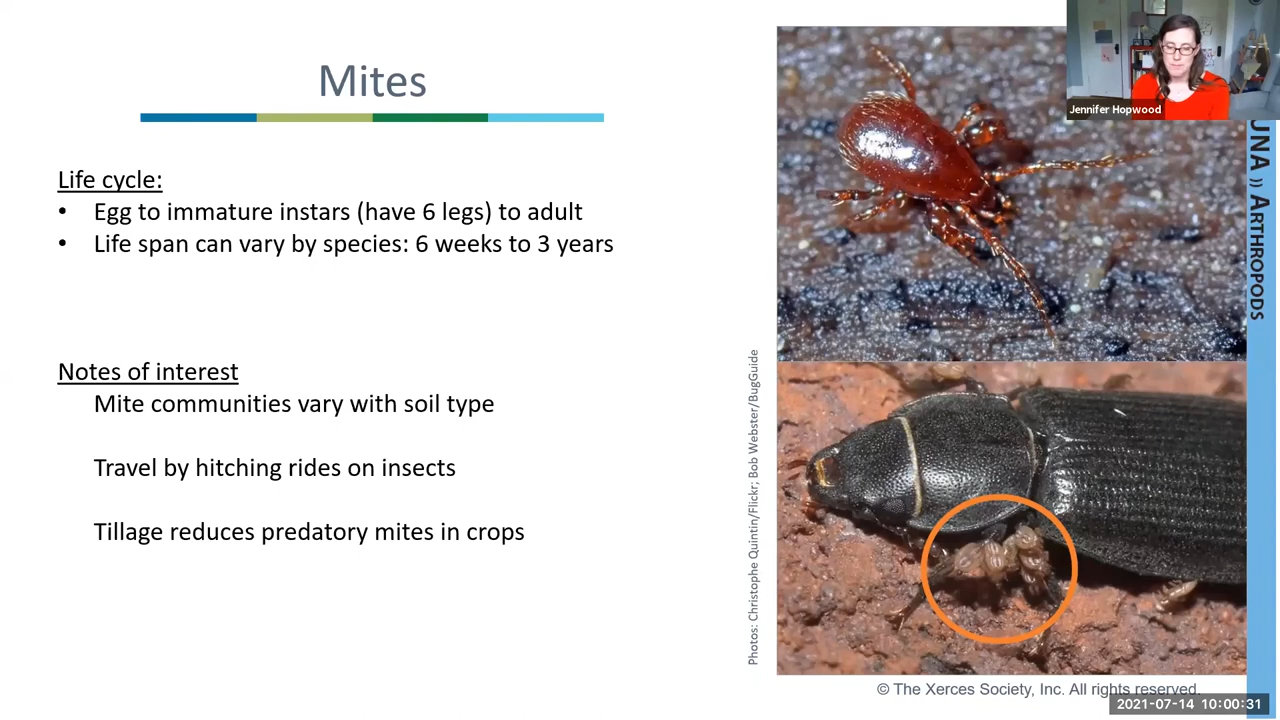 Mites
Life cycle:
• Egg to immature instars (have 6 legs) to adult
• Life span can vary by species: 6 weeks to 3 years
Notes of interest
Mite communities vary with soil type
Travel by hitching rides on insects
Tillage reduces predatory mites in crops
Photos: Christophe Quintin/Flickr; Bob Webster/BugGuide
Jennifer Hopwood
UNA )) ARTHROPODS
© The Xerces Society, Inc. All rights reserved.
2021-07-14 10:00:31